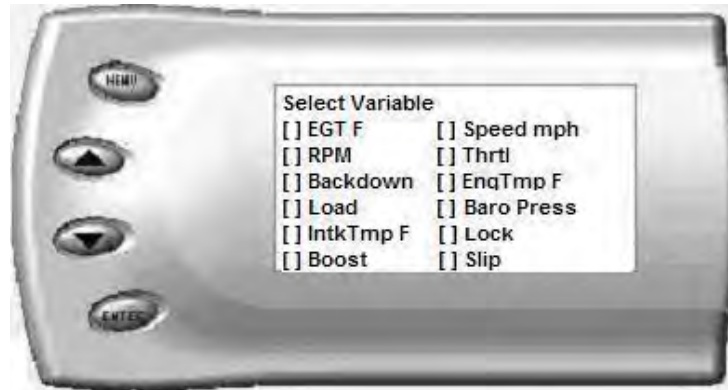 MENU
Select Variable
[ ] EGT F [ ] Speed mph
[ ] RPM [ ] Thrtl
[ ] Backdown [ ] EngTmp F
[ ] Load [ ] Baro Press
[ ] IntkTmp F [ ] Lock
[ ] Boost [ ] Slip
ENTER